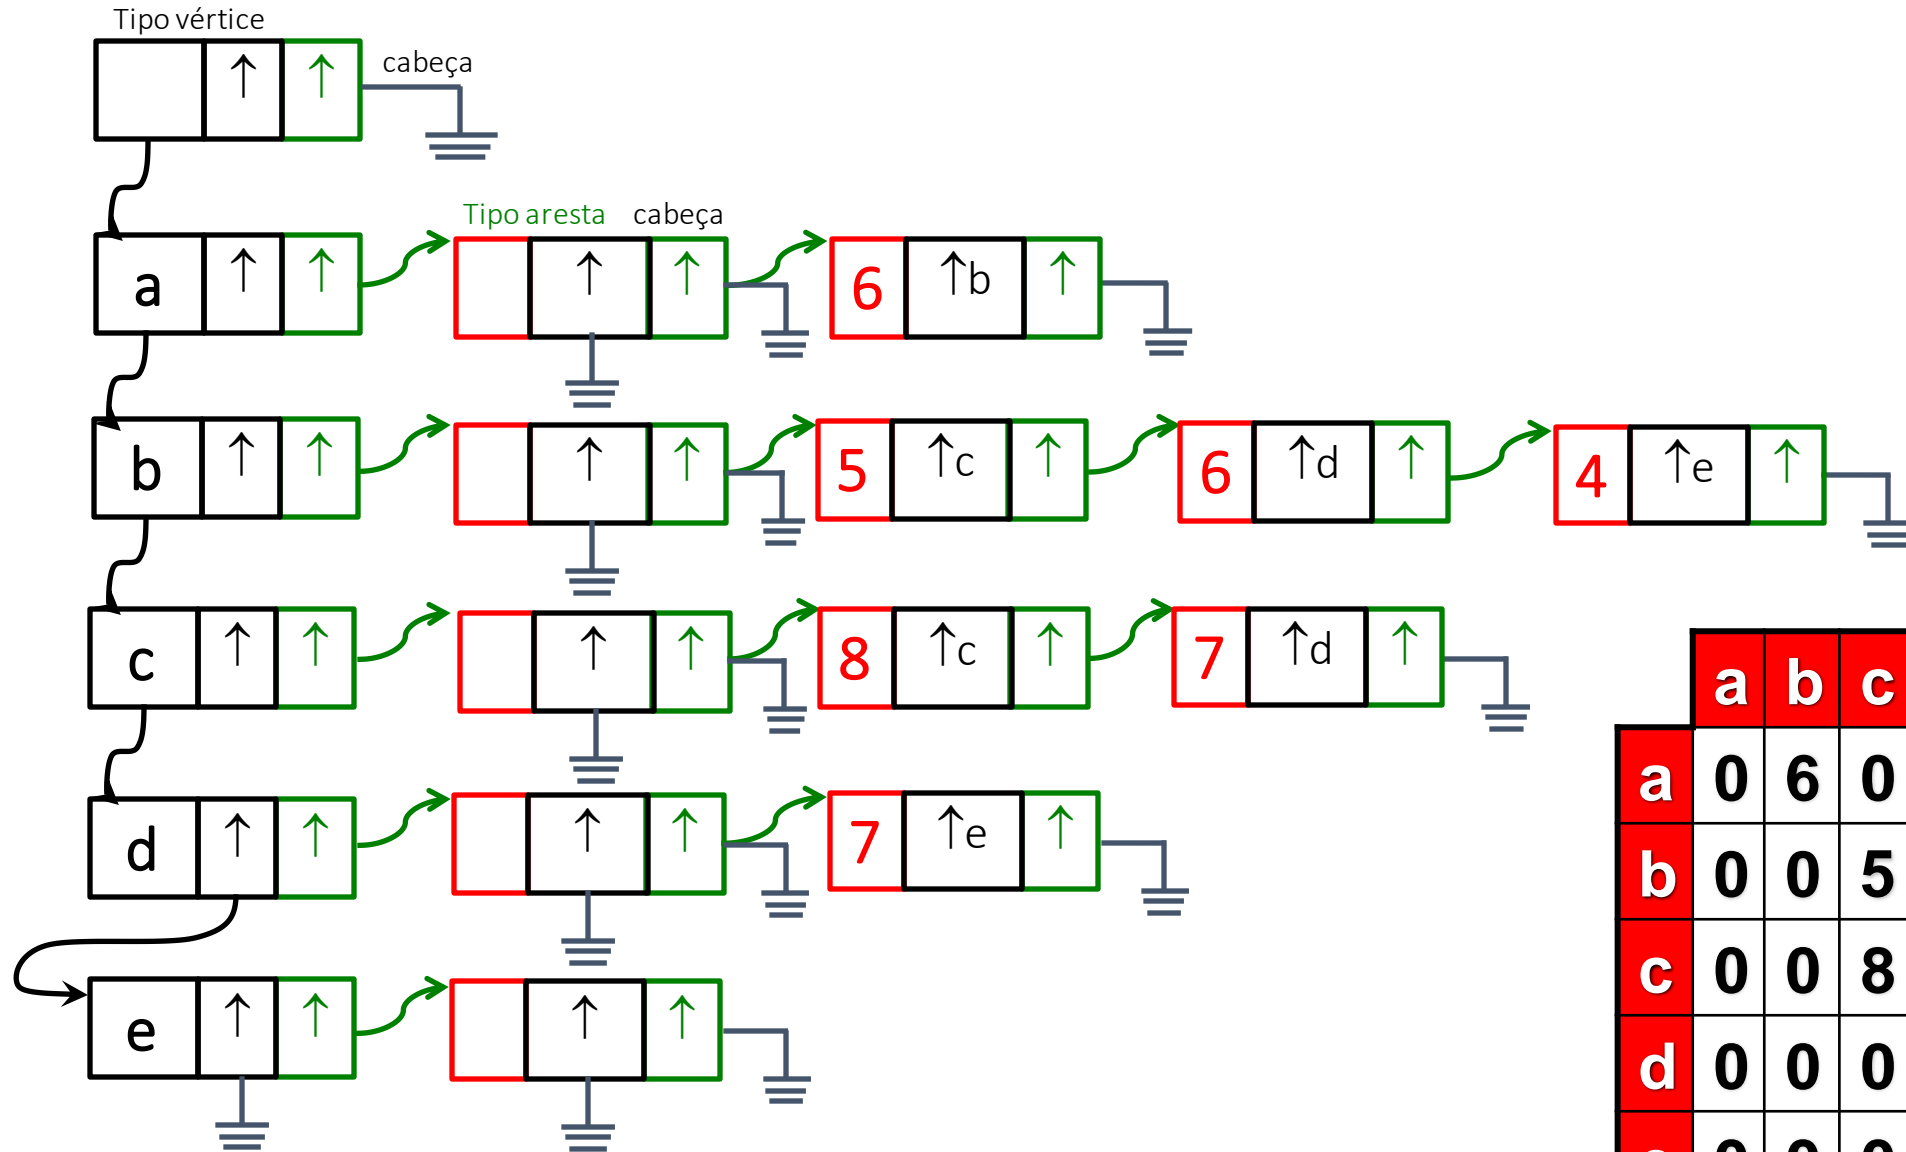 Tipo vértice
↑ ↑ cabeça
Tipo aresta cabeça
a ↑ ↑ ↑ ↑ 6 ↑b ↑
b ↑ ↑ ↑ ↑ 5 ↑c ↑ 6 ↑d ↑ 4 ↑e ↑
c ↑ ↑ ↑ ↑ 8 ↑c ↑ 7 ↑d ↑
d ↑ ↑ ↑ ↑ 7 ↑e ↑
e ↑ ↑ ↑ ↑
a b c
a 0 6 0
b 0 0 5
c 0 0 8
d 0 0 0